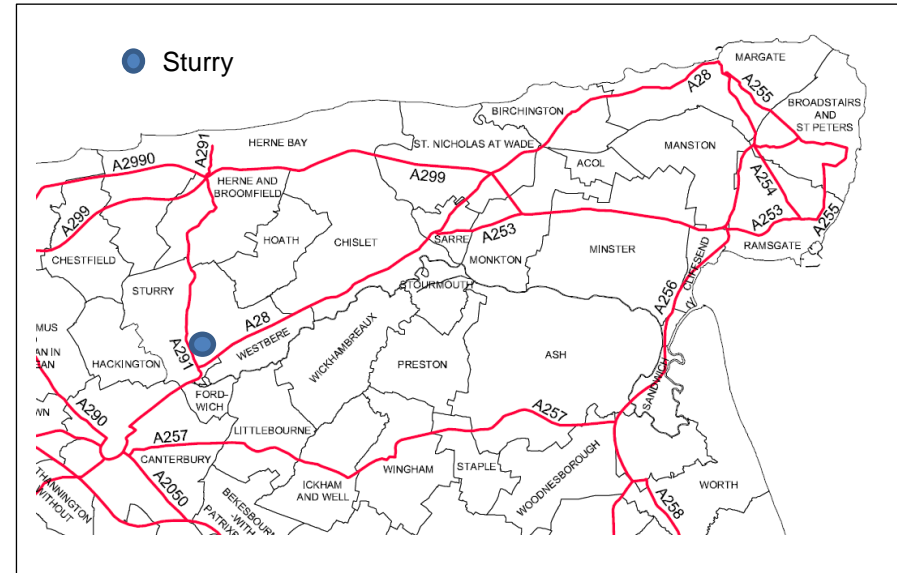 Sturry
MARGATE
A28
A255
BROADSTAIRS
AND
ST PETERS
BIRCHINGTON
A291
HERNE BAY
ST. NICHOLAS AT WADE
MANSTON
ACOL
A2990
A299
HERNE AND
BROOMFIELD
A254
A299
HOATH
CHISLET
SARRE
A253
MONKTON
MINSTER
A253
A255
RAMSGATE
CHESTFIELD
CLIFFSEND
STURRY
STOURMOUTH
A256
A28
WESTBERE
WICKHAMBREAUX
MUS
AN IN
HACKINGTON
A291
PRESTON
ASH
SANDWICH
FORD-
WICH
WN
A290
LITTLEBOURNE
A257
A257
CANTERBURY
WINGHAM
STAPLE
WOODNESBOROUGH
ICKHAM
AND WELL
THANNINGTON
WITHOUT
A2050
BEKESBOURN
-WITH-
PATRIX
WORTH
A258